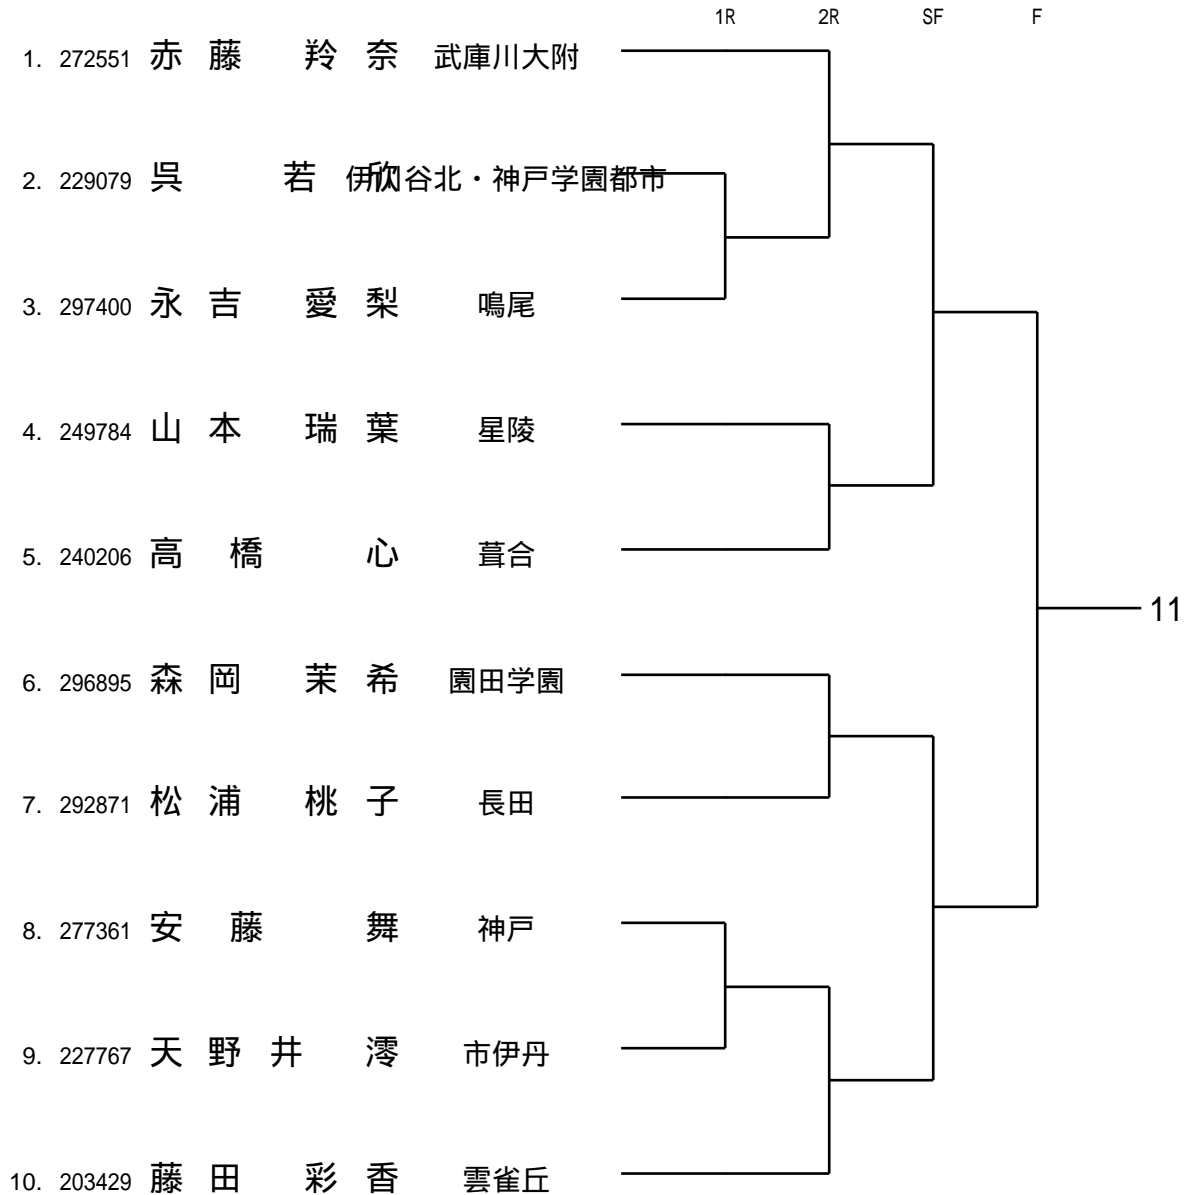 1R 2R SF F
1. 272551 赤藤 羚奈 武庫川大附
2. 229079 呉 若欣 伊川谷北・神戸学園都市
3. 297400 永吉 愛梨 鳴尾
4. 249784 山本 瑞葉 星陵
5. 240206 高橋 心 葺合
11
6. 296895 森岡 茉希 園田学園
7. 292871 松浦 桃子 長田
8. 277361 安藤 舞 神戸
9. 227767 天野井 澪 市伊丹
10. 203429 藤田 彩香 雲雀丘